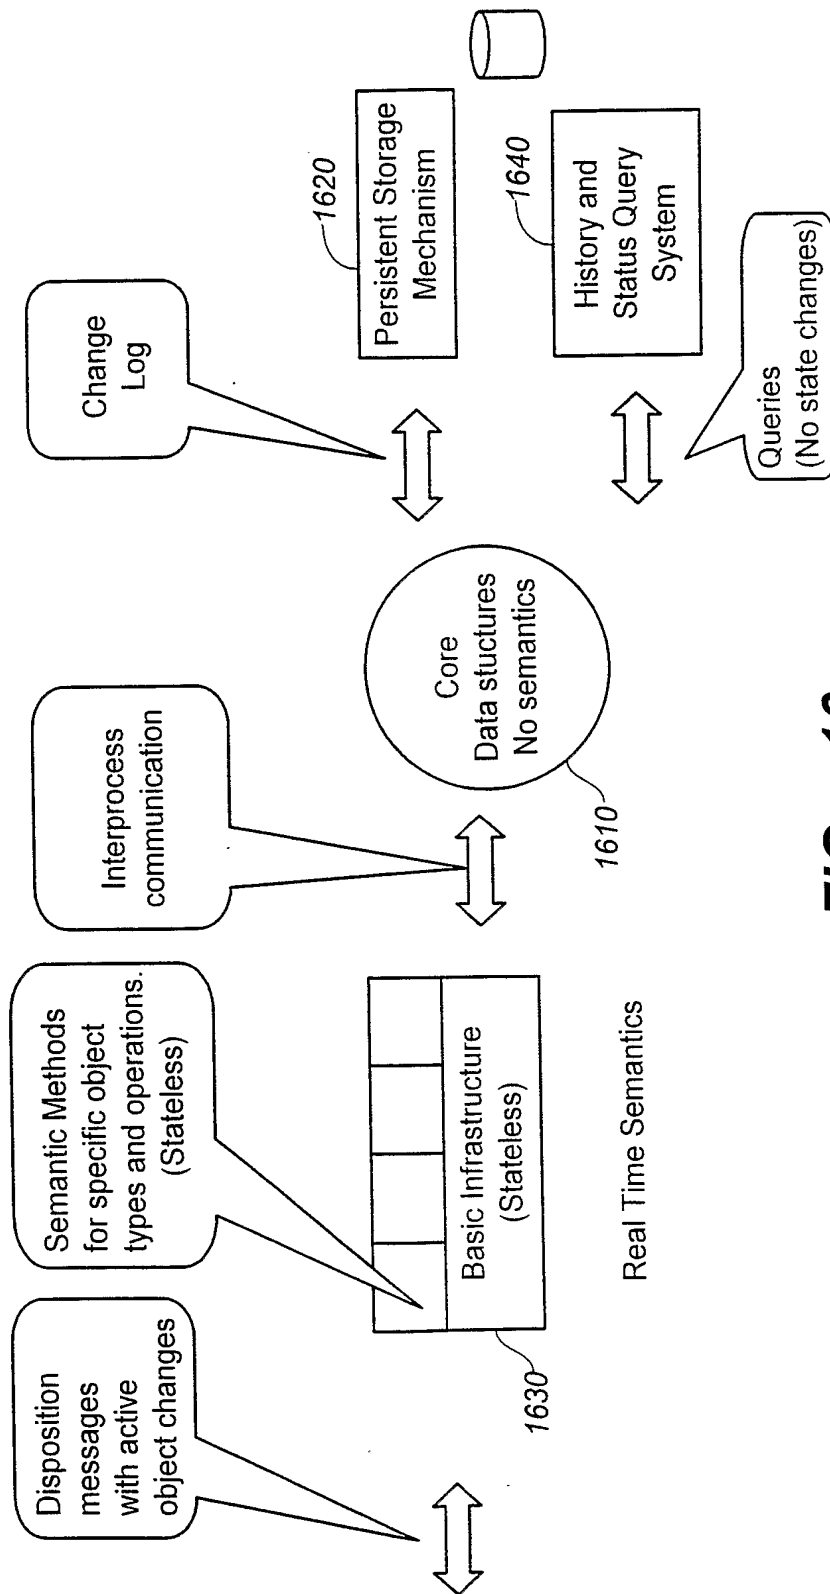 Disposition
messages
with active
object changes
Semantic Methods
for specific object
types and operations.
(Stateless)
Interprocess
communication
Change
Log
Basic Infrastructure
(Stateless)
1630
Real Time Semantics
Core
Data stuctures
No semantics
1610
Persistent Storage
Mechanism
1620
History and
Status Query
System
1640
Queries
(No state changes)